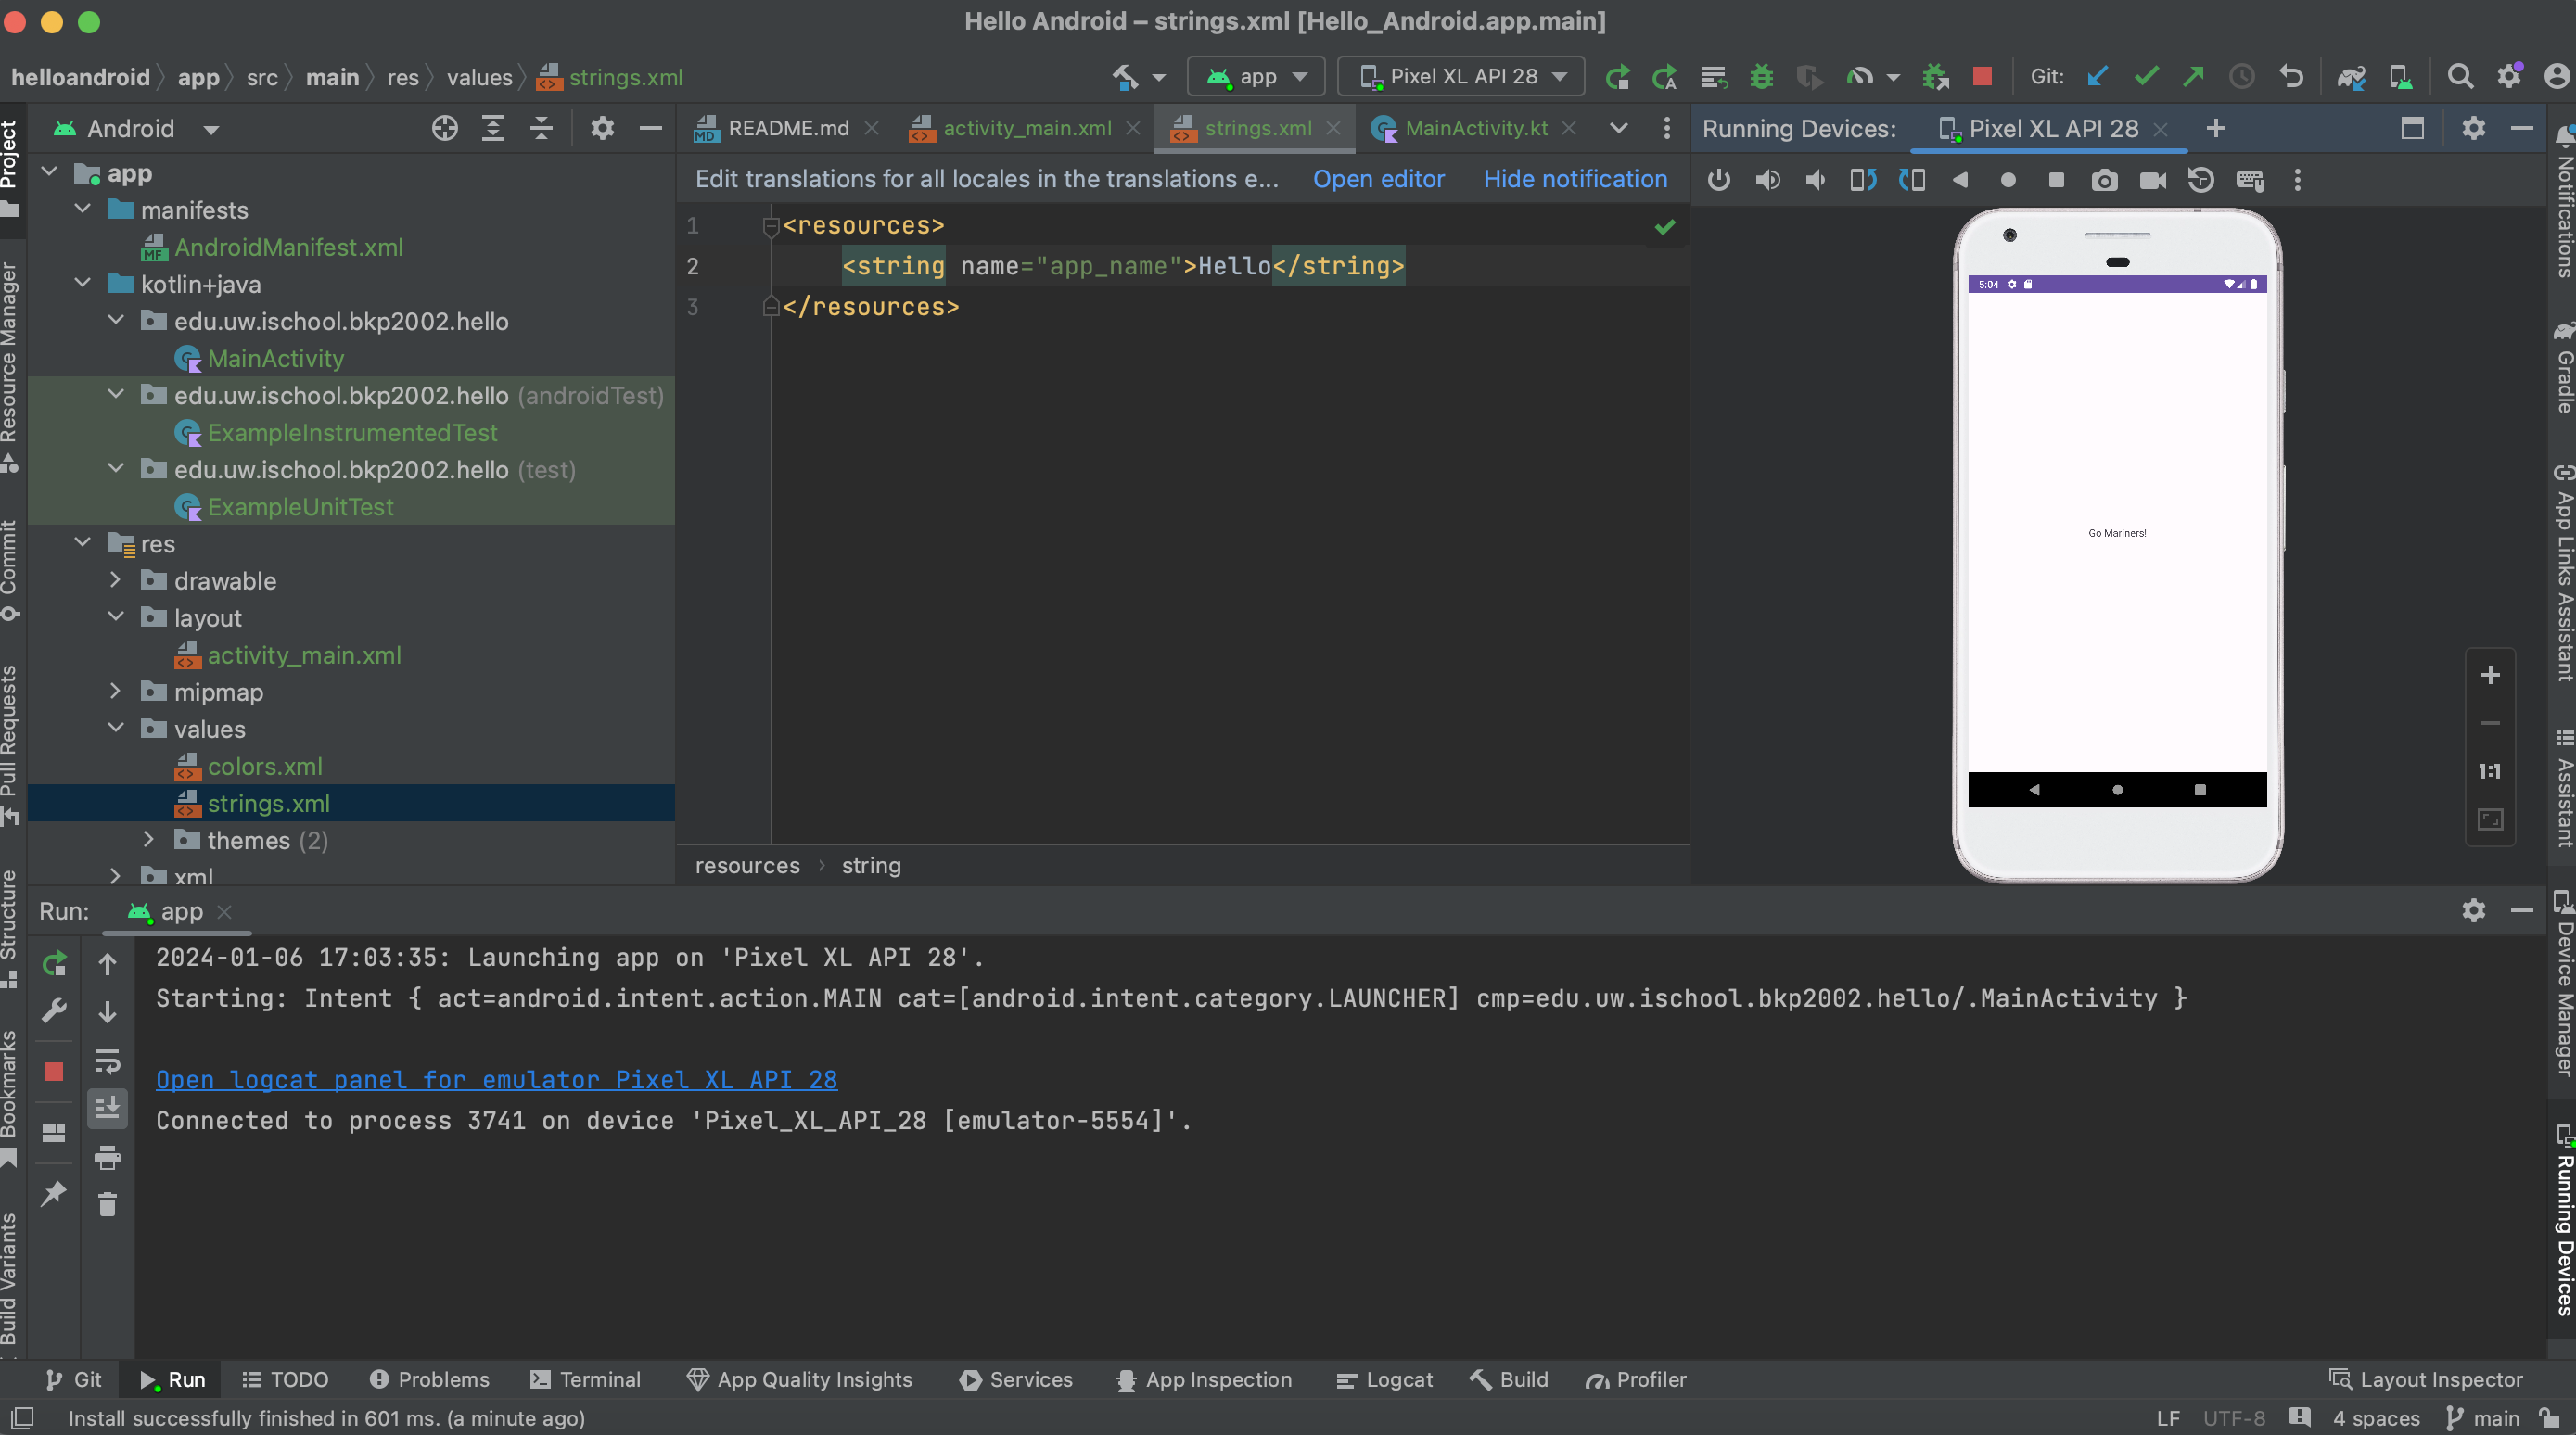 Hello Android – strings.xml [Hello_Android.app.main]
helloandroid app src main res values strings.xml
app Pixel XL API 28 Git:
Project
Resource Manager
Commit
Pull Requests
Structure
Bookmarks
Build Variants
Android
app
manifests
AndroidManifest.xml
kotlin+java
edu.uw.ischool.bkp2002.hello
MainActivity
edu.uw.ischool.bkp2002.hello (androidTest)
ExampleInstrumentedTest
edu.uw.ischool.bkp2002.hello (test)
ExampleUnitTest
res
drawable
layout
activity_main.xml
mipmap
values
colors.xml
strings.xml
themes (2)
xml
README.md activity_main.xml strings.xml MainActivity.kt
Edit translations for all locales in the translations e... Open editor Hide notification
1 <resources>
2 <string name="app_name">Hello</string>
3 </resources>
resources › string
Running Devices: Pixel XL API 28
5:04
Go Mariners!
1:1
Notifications
Gradle
App Links Assistant
Assistant
Device Manager
Running Devices
Run: app
2024-01-06 17:03:35: Launching app on 'Pixel XL API 28'.
Starting: Intent { act=android.intent.action.MAIN cat=[android.intent.category.LAUNCHER] cmp=edu.uw.ischool.bkp2002.hello/.MainActivity }
Open logcat panel for emulator Pixel XL API 28
Connected to process 3741 on device 'Pixel_XL_API_28 [emulator-5554]'.
Git Run TODO Problems Terminal App Quality Insights Services App Inspection Logcat Build Profiler Layout Inspector
Install successfully finished in 601 ms. (a minute ago) LF UTF-8 4 spaces main